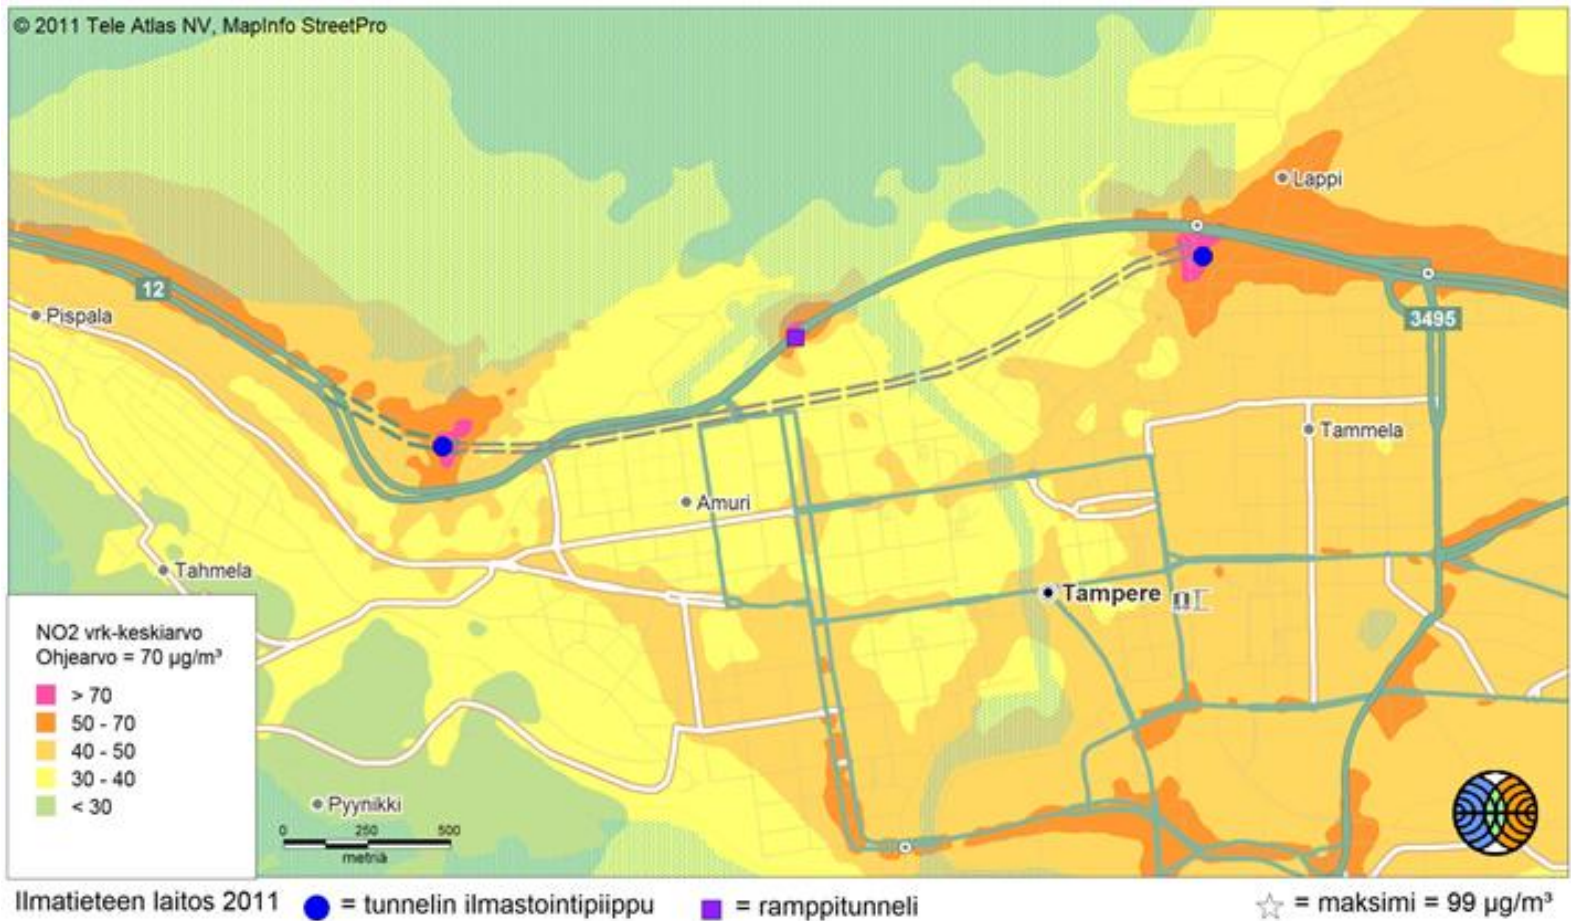 © 2011 Tele Atlas NV, MapInfo StreetPro
Lappi
12
Pispala
3495
Tammela
Amuri
Tahmela
Tampere
NO2 vrk-keskiarvo
Ohjearvo = 70 µg/m³
> 70
50 - 70
40 - 50
30 - 40
< 30
Pyynikki
0 250 500
metriä
Ilmatieteen laitos 2011 = tunnelin ilmastointipiippu = ramppitunneli = maksimi = 99 µg/m³